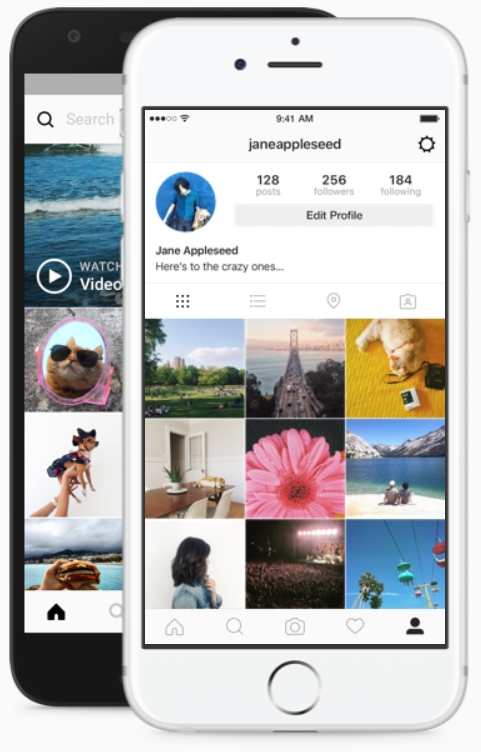 Search
WATCH
Video
9:41 AM
janeappleseed
128 256 184
posts followers following
Edit Profile
Jane Appleseed
Here's to the crazy ones...